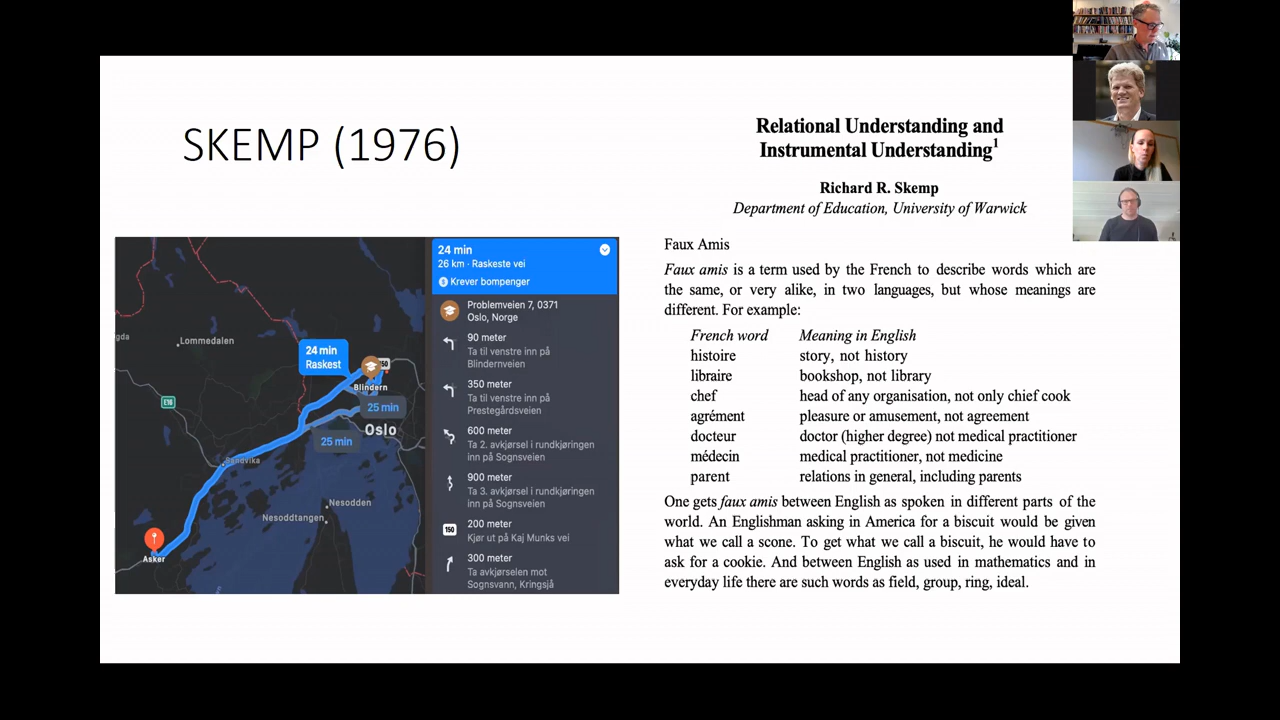 SKEMP (1976)
Relational Understanding and
Instrumental Understanding1
Richard R. Skemp
Department of Education, University of Warwick
Faux Amis
Faux amis is a term used by the French to describe words which are
the same, or very alike, in two languages, but whose meanings are
different. For example:
French word Meaning in English
histoire story, not history
libraire bookshop, not library
chef head of any organisation, not only chief cook
agrément pleasure or amusement, not agreement
docteur doctor (higher degree) not medical practitioner
médecin medical practitioner, not medicine
parent relations in general, including parents
One gets faux amis between English as spoken in different parts of the
world. An Englishman asking in America for a biscuit would be given
what we call a scone. To get what we call a biscuit, he would have to
ask for a cookie. And between English as used in mathematics and in
everyday life there are such words as field, group, ring, ideal.
Lommedalen
24 min
Raskest
150
Blindern
25 min
E16
Oslo
25 min
Sandvika
Nesodden
Nesoddtangen
Asker
24 min
26 km · Raskeste vei
Krever bompenger
Problemveien 7, 0371
Oslo, Norge
90 meter
Ta til venstre inn på
Blindernveien
350 meter
Ta til venstre inn på
Prestegårdsveien
600 meter
Ta 2. avkjørsel i rundkjøringen
inn på Sognsveien
900 meter
Ta 3. avkjørsel i rundkjøringen
inn på Sognsveien
200 meter
150
Kjør ut på Kaj Munks vei
300 meter
Ta avkjørselen mot
Sognsvann, Kringsjå